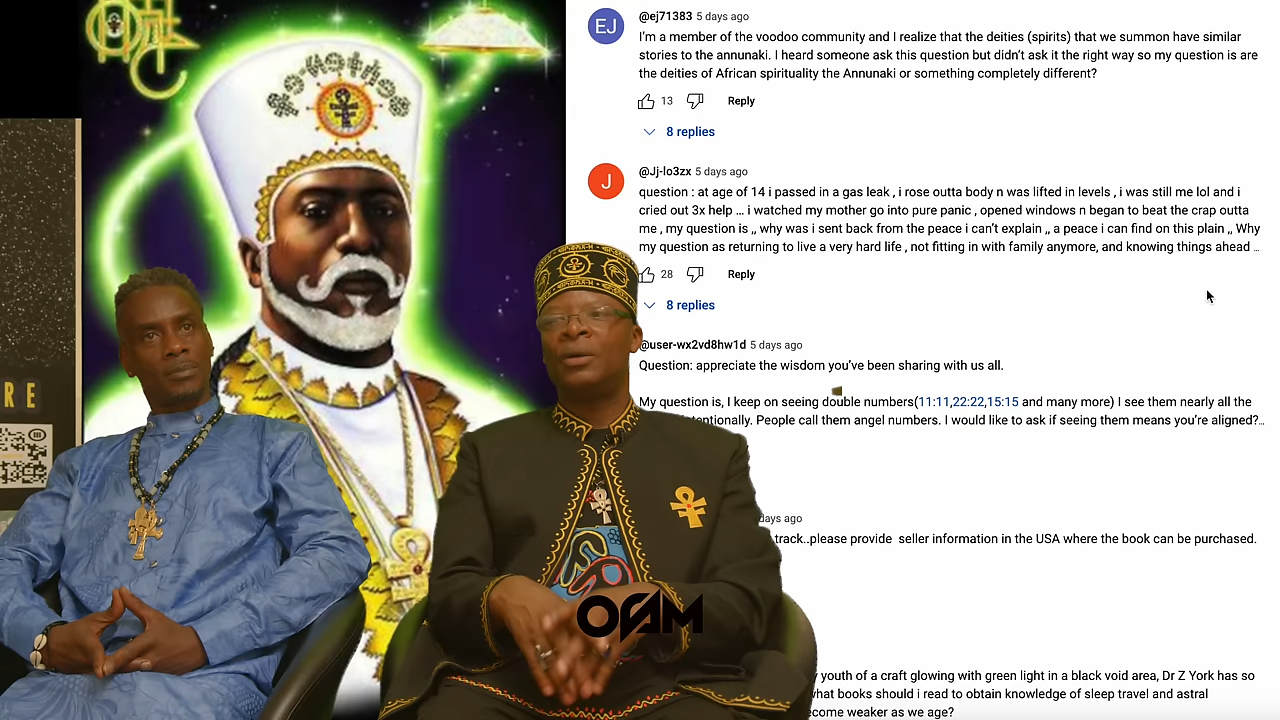 EJ
@ej71383 5 days ago
I'm a member of the voodoo community and I realize that the deities (spirits) that we summon have similar
stories to the annunaki. I heard someone ask this question but didn't ask it the right way so my question is are
the deities of African spirituality the Annunaki or something completely different?
13 Reply
8 replies
J
@Jj-lo3zx 5 days ago
question : at age of 14 i passed in a gas leak , i rose outta body n was lifted in levels , i was still me lol and i
cried out 3x help ... i watched my mother go into pure panic , opened windows n began to beat the crap outta
me , my question is ,, why was i sent back from the peace i can't explain ,, a peace i can find on this plain ,, Why
my question as returning to live a very hard life , not fitting in with family anymore, and knowing things ahead ...
28 Reply
8 replies
@user-wx2vd8hw1d 5 days ago
Question: appreciate the wisdom you've been sharing with us all.
My question is, I keep on seeing double numbers(11:11,22:22,15:15 and many more) I see them nearly all the
People call them angel numbers. I would like to ask if seeing them means you're aligned?...
days ago
track..please provide seller information in the USA where the book can be purchased.
RE
youth of a craft glowing with green light in a black void area, Dr Z York has so
what books should i read to obtain knowledge of sleep travel and astral
become weaker as we age?